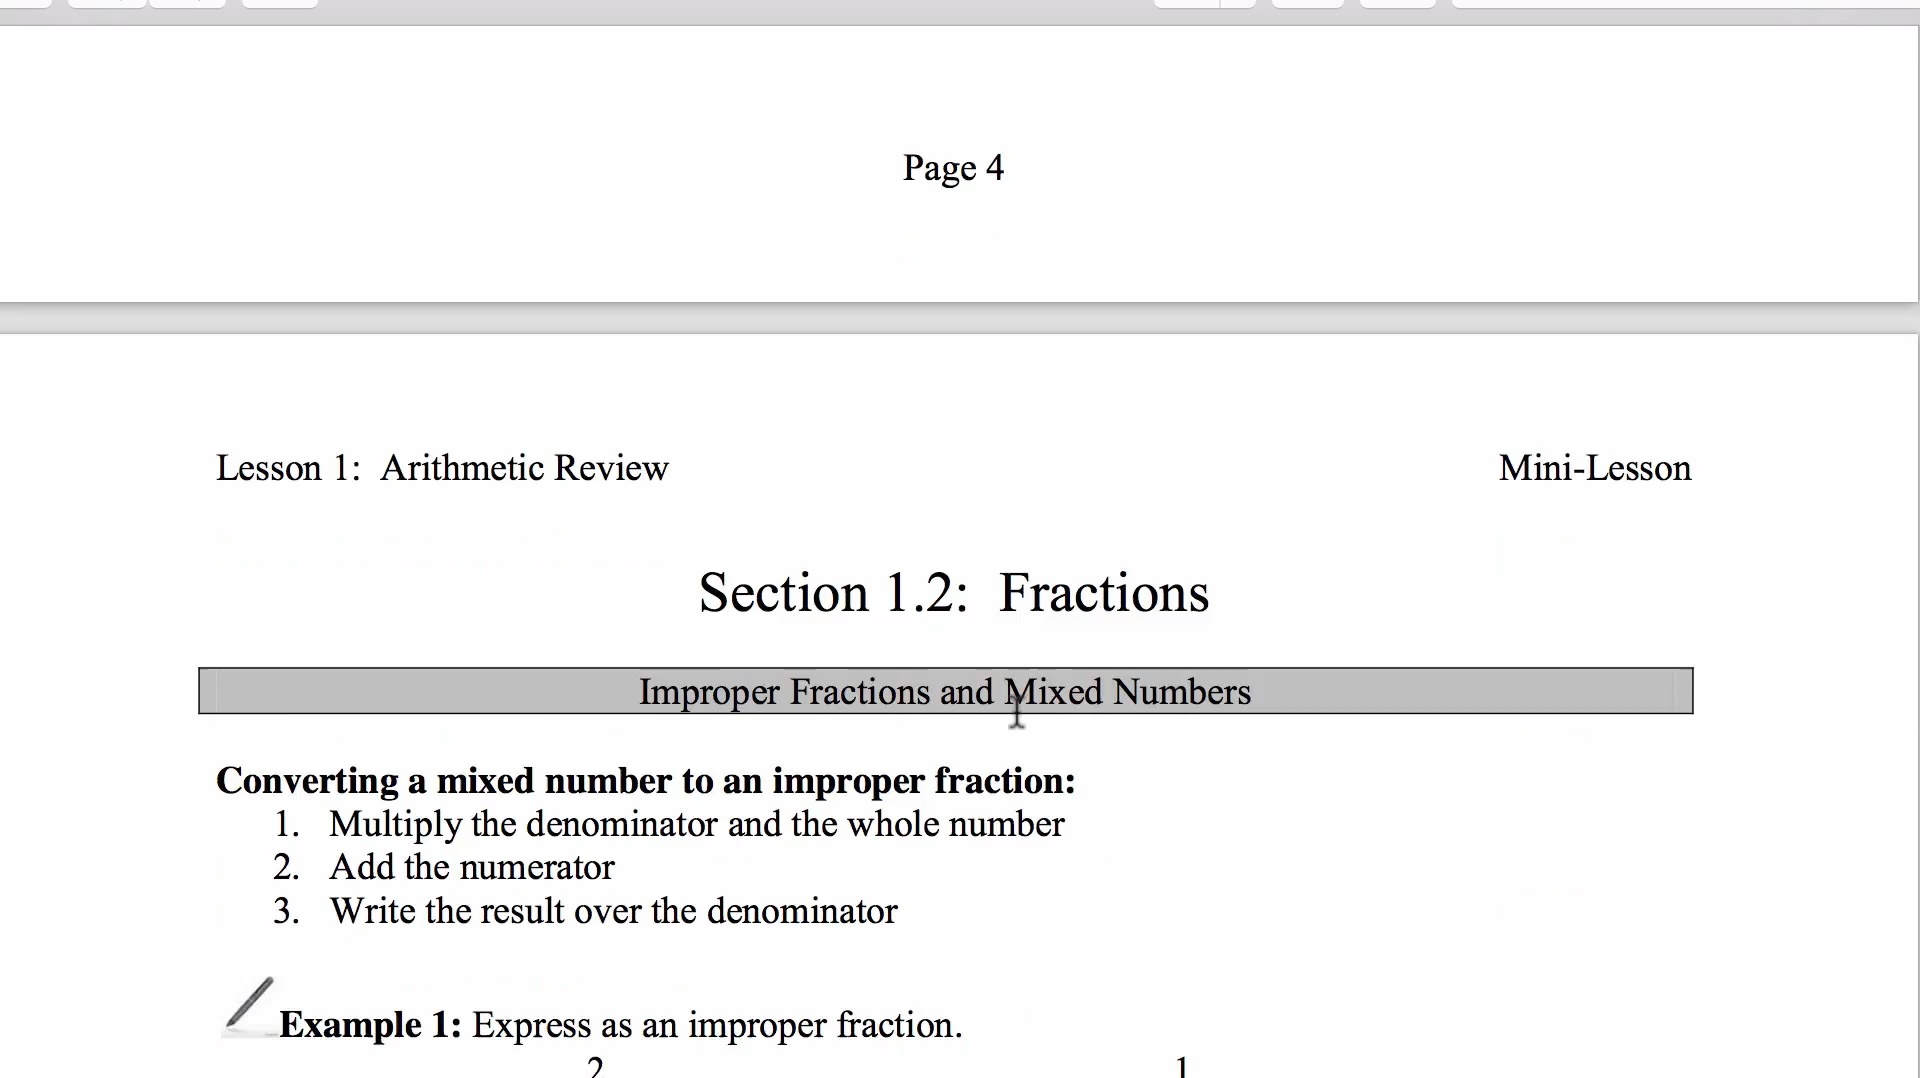 Page 4
Lesson 1: Arithmetic Review
Mini-Lesson
Section 1.2: Fractions
Improper Fractions and Mixed Numbers
Converting a mixed number to an improper fraction:
1. Multiply the denominator and the whole number
2. Add the numerator
3. Write the result over the denominator
Example 1: Express as an improper fraction.
2 1